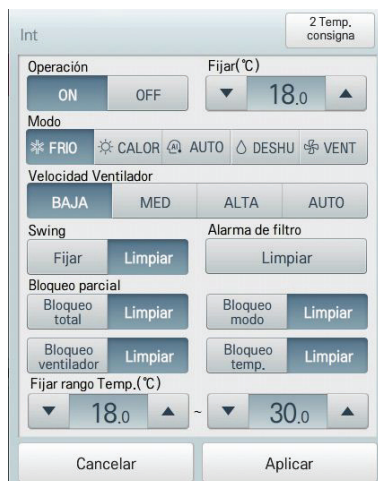 Int
2 Temp.
consigna
Operación
Fijar(°C)
ON
OFF
18.0
Modo
FRIO
CALOR
AI
AUTO
DESHU
VENT
Velocidad Ventilador
BAJA
MED
ALTA
AUTO
Swing
Alarma de filtro
Fijar
Limpiar
Limpiar
Bloqueo parcial
Bloqueo
total
Limpiar
Bloqueo
modo
Limpiar
Bloqueo
ventilador
Limpiar
Bloqueo
temp.
Limpiar
Fijar rango Temp.(°C)
18.0
~
30.0
Cancelar
Aplicar